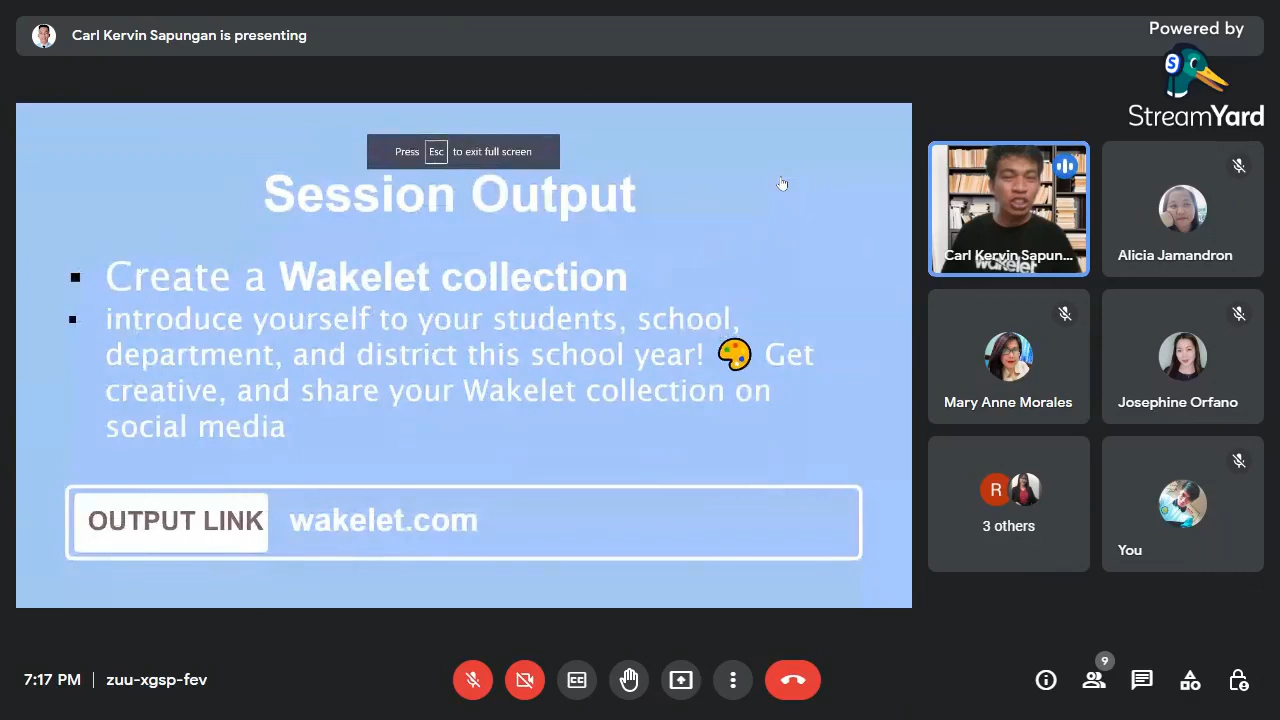 Carl Kervin Sapungan is presenting
Powered by
S
StreamYard
Press Esc to exit full screen
Session Output
▪ Create a Wakelet collection
▪ introduce yourself to your students, school,
department, and district this school year! 🎨 Get
creative, and share your Wakelet collection on
social media
OUTPUT LINK wakelet.com
wakelet
Carl Kervin Sapun...
Alicia Jamandron
Mary Anne Morales
Josephine Orfano
R
3 others
You
7:17 PM | zuu-xgsp-fev
CC
9